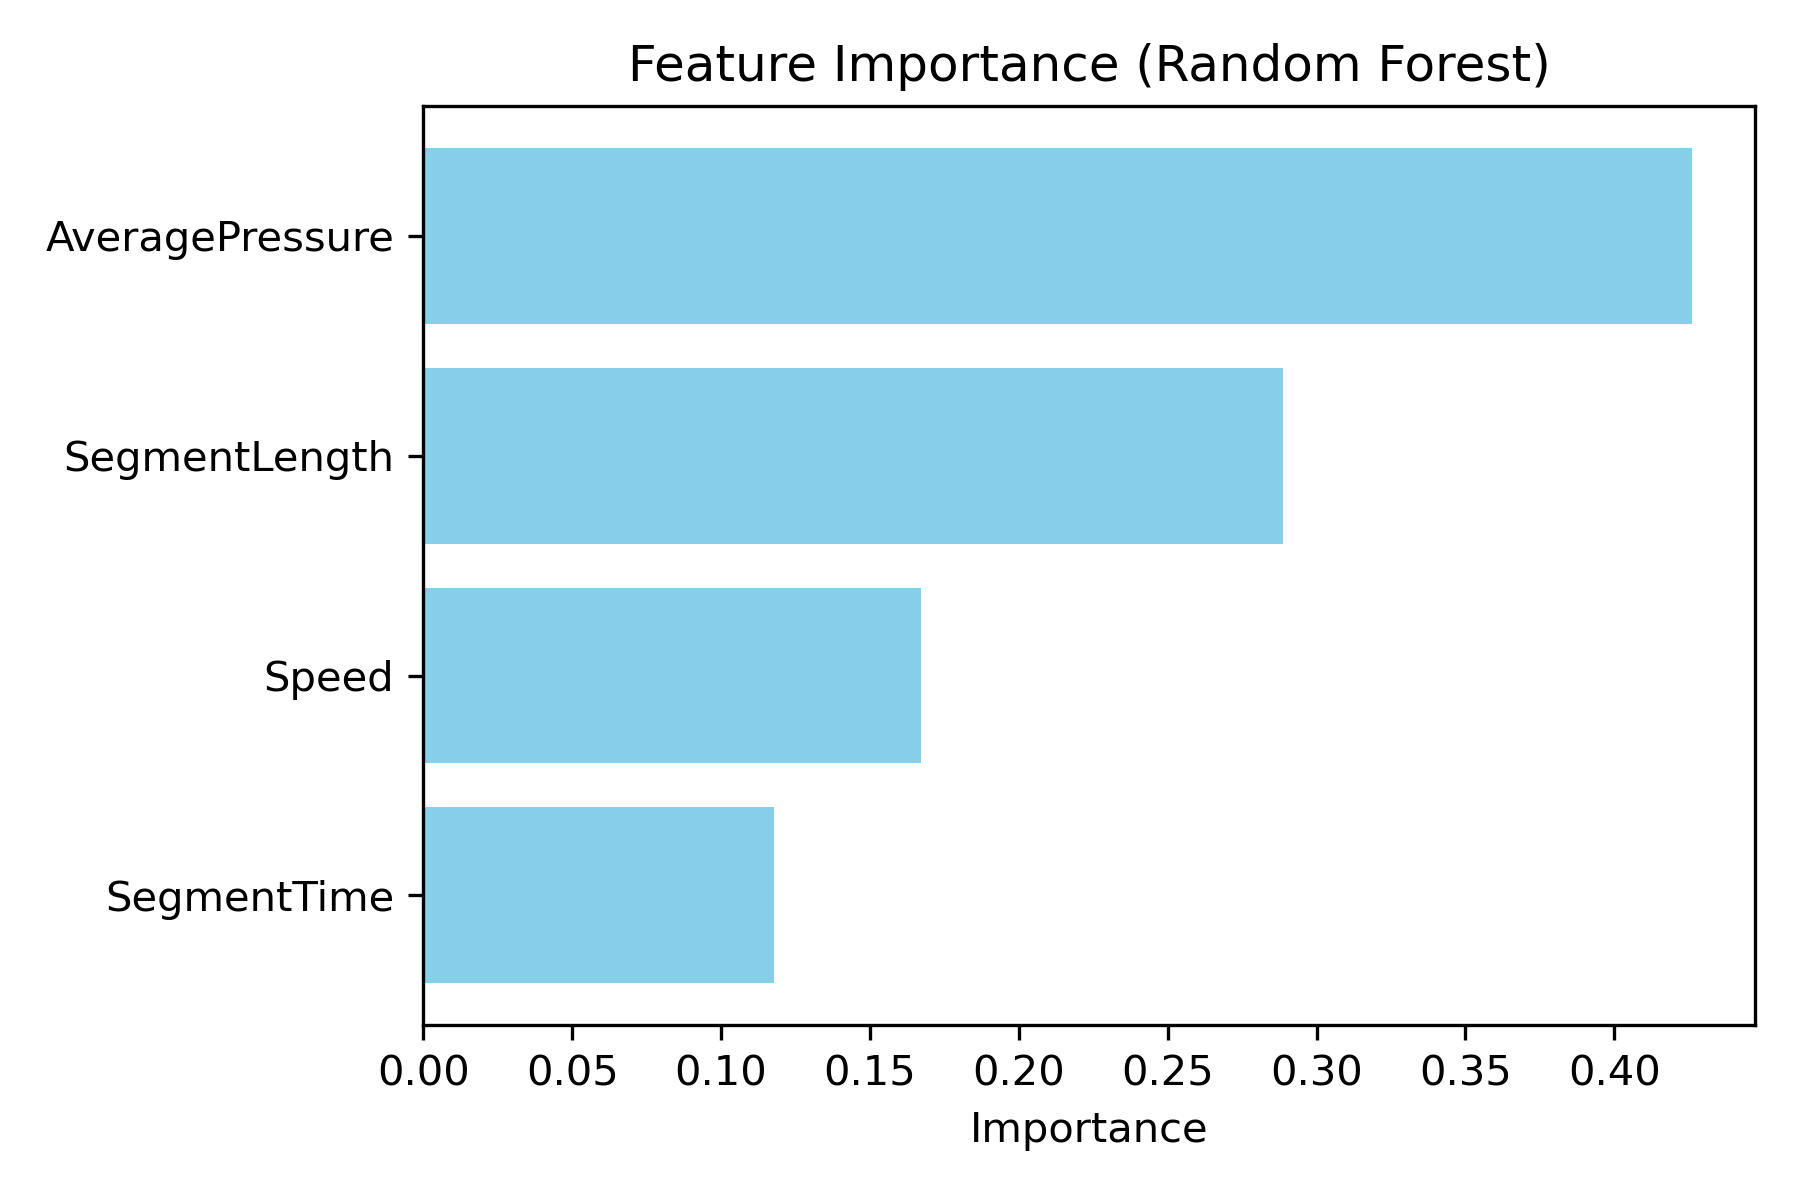 Feature Importance (Random Forest)
AveragePressure
SegmentLength
Speed
SegmentTime
0.00 0.05 0.10 0.15 0.20 0.25 0.30 0.35 0.40
Importance